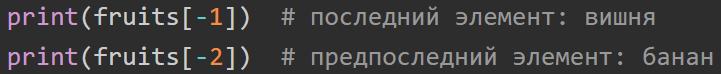 print(fruits[-1])  # последний элемент: вишня
print(fruits[-2])  # предпоследний элемент: банан